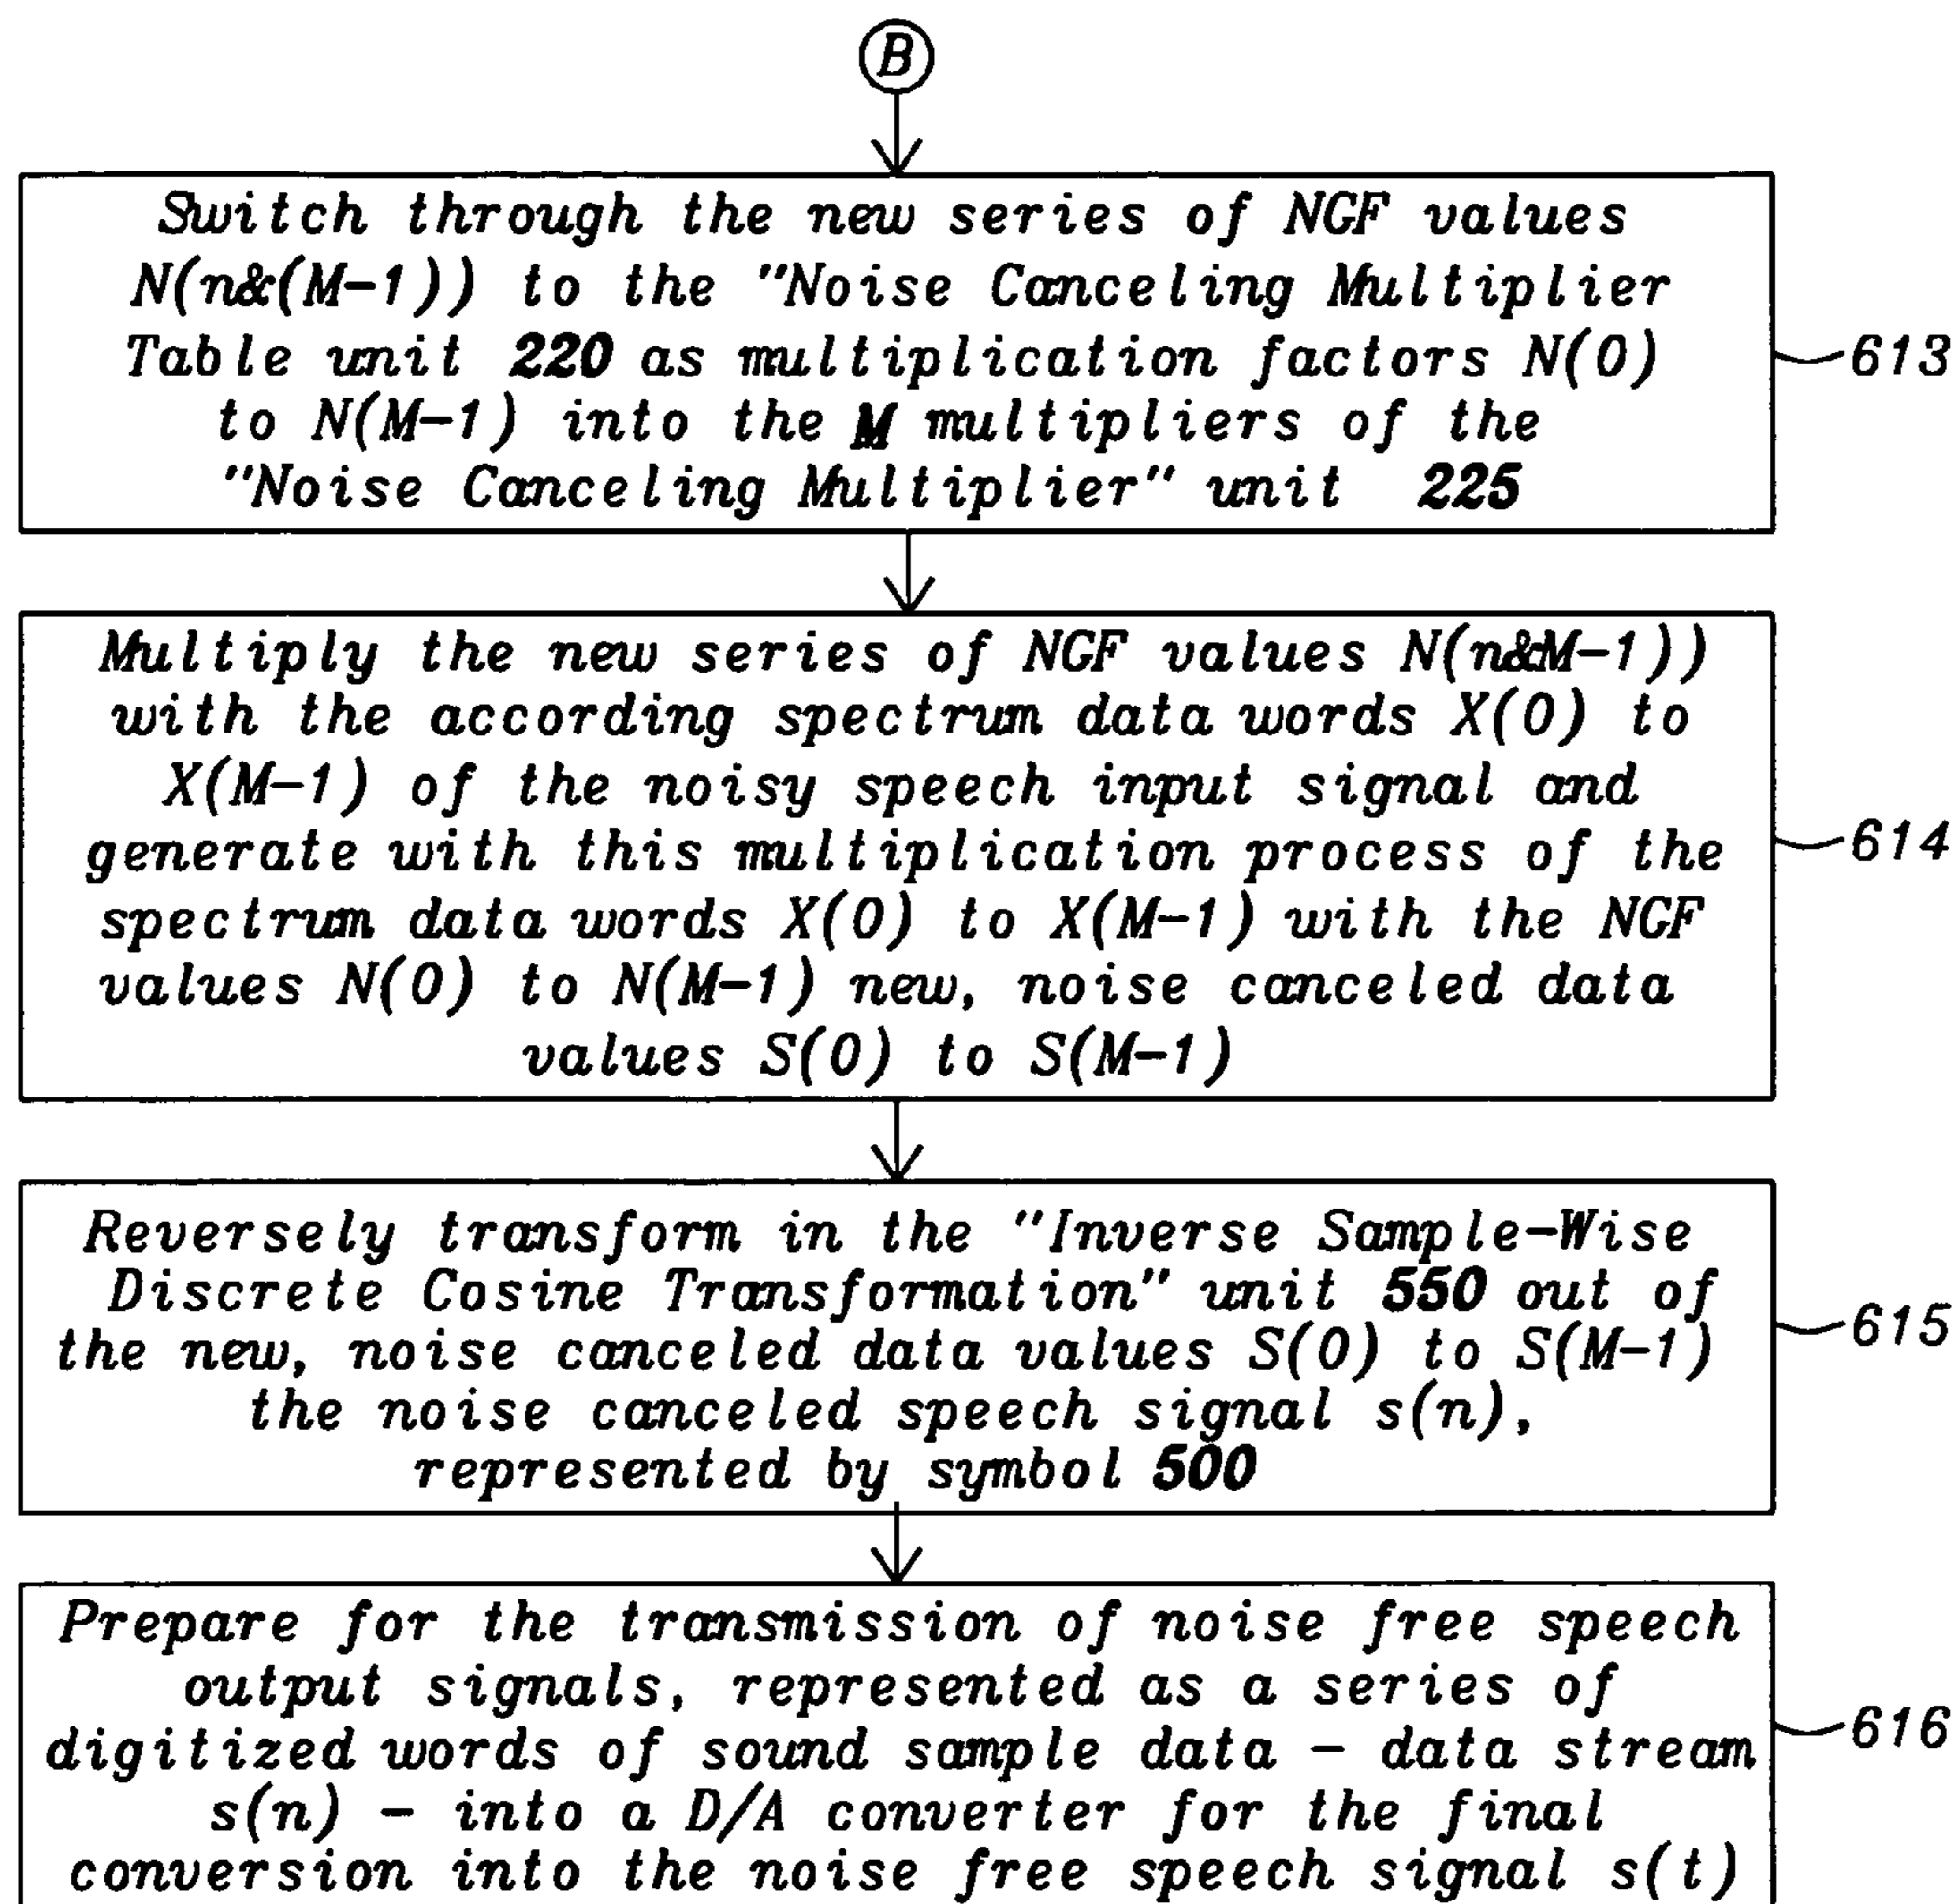 B
Switch through the new series of NGF values
N(n&(M-1)) to the "Noise Canceling Multiplier
Table unit 220 as multiplication factors N(0)
to N(M-1) into the M multipliers of the
"Noise Canceling Multiplier" unit 225
613
Multiply the new series of NGF values N(n&M-1))
with the according spectrum data words X(0) to
X(M-1) of the noisy speech input signal and
generate with this multiplication process of the
spectrum data words X(0) to X(M-1) with the NGF
values N(0) to N(M-1) new, noise canceled data
values S(0) to S(M-1)
614
Reversely transform in the "Inverse Sample-Wise
Discrete Cosine Transformation" unit 550 out of
the new, noise canceled data values S(0) to S(M-1)
the noise canceled speech signal s(n),
represented by symbol 500
615
Prepare for the transmission of noise free speech
output signals, represented as a series of
digitized words of sound sample data - data stream
s(n) - into a D/A converter for the final
conversion into the noise free speech signal s(t)
616